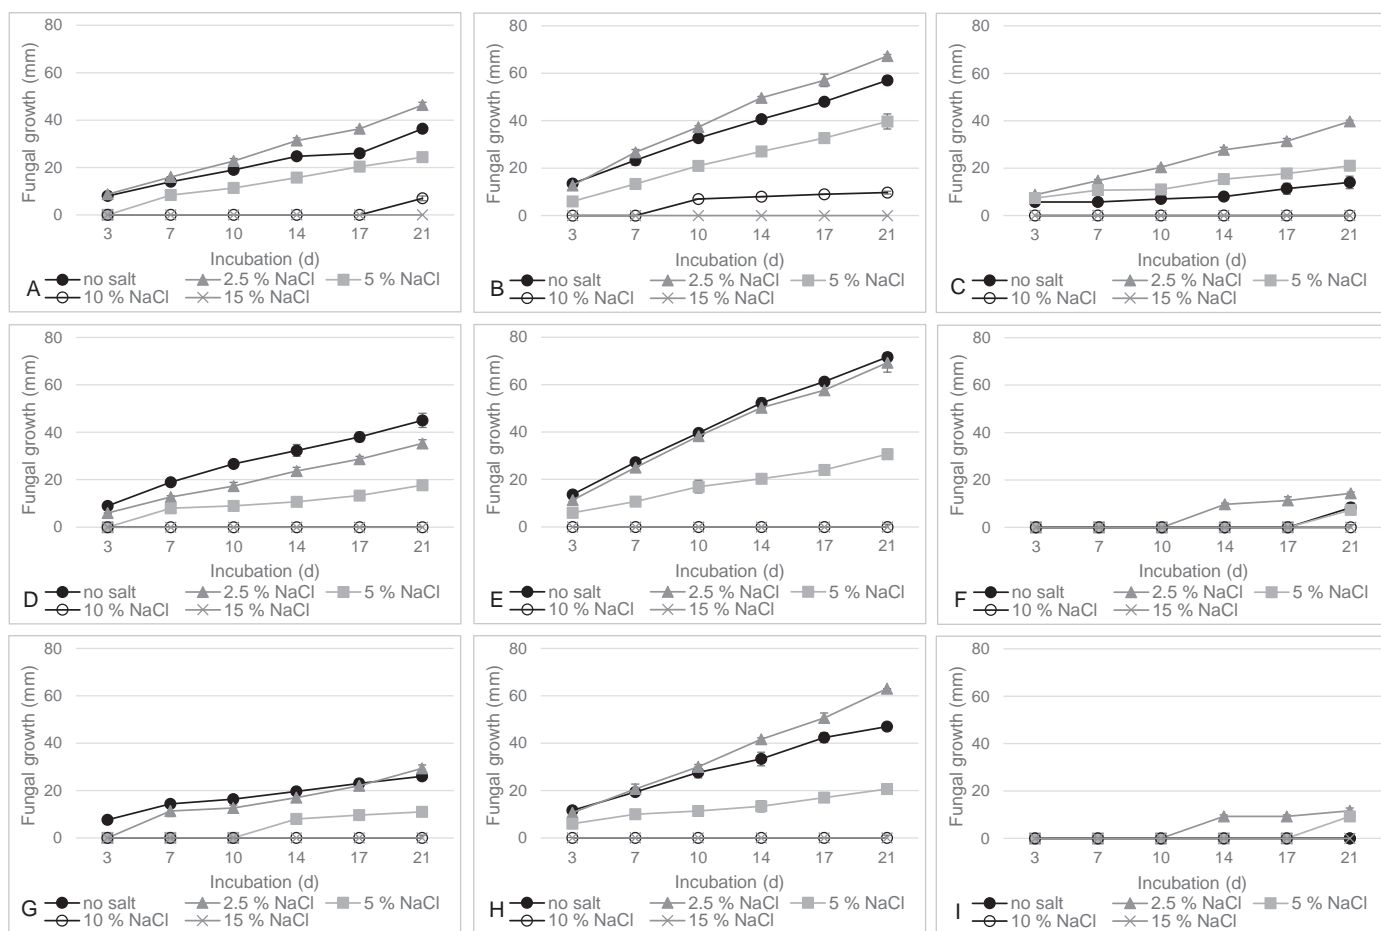 80
60
40
20
0
Fungal growth (mm)
3 7 10 14 17 21
Incubation (d)
A no salt 2.5 % NaCl 5 % NaCl
10 % NaCl 15 % NaCl
80
60
40
20
0
Fungal growth (mm)
3 7 10 14 17 21
Incubation (d)
B no salt 2.5 % NaCl 5 % NaCl
10 % NaCl 15 % NaCl
80
60
40
20
0
Fungal growth (mm)
3 7 10 14 17 21
Incubation (d)
C no salt 2.5 % NaCl 5 % NaCl
10 % NaCl 15 % NaCl
80
60
40
20
0
Fungal growth (mm)
3 7 10 14 17 21
Incubation (d)
D no salt 2.5 % NaCl 5 % NaCl
10 % NaCl 15 % NaCl
80
60
40
20
0
Fungal growth (mm)
3 7 10 14 17 21
Incubation (d)
E no salt 2.5 % NaCl 5 % NaCl
10 % NaCl 15 % NaCl
80
60
40
20
0
Fungal growth (mm)
3 7 10 14 17 21
Incubation (d)
F no salt 2.5 % NaCl 5 % NaCl
10 % NaCl 15 % NaCl
80
60
40
20
0
Fungal growth (mm)
3 7 10 14 17 21
Incubation (d)
G no salt 2.5 % NaCl 5 % NaCl
10 % NaCl 15 % NaCl
80
60
40
20
0
Fungal growth (mm)
3 7 10 14 17 21
Incubation (d)
H no salt 2.5 % NaCl 5 % NaCl
10 % NaCl 15 % NaCl
80
60
40
20
0
Fungal growth (mm)
3 7 10 14 17 21
Incubation (d)
I no salt 2.5 % NaCl 5 % NaCl
10 % NaCl 15 % NaCl